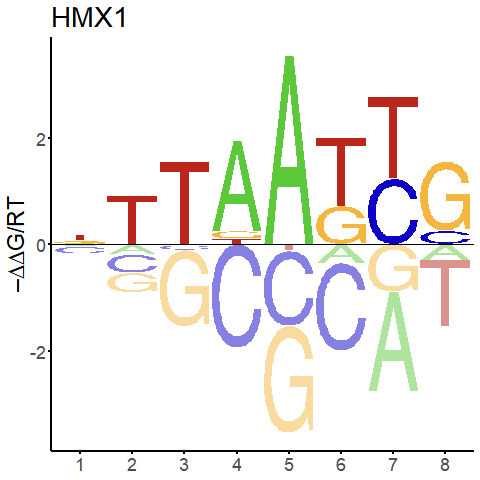 HMX1
−ΔΔG/RT
2
0
-2
T T A A T T G
G C
C C G C
G G C C A G A
C G C A T
G A
1 2 3 4 5 6 7 8